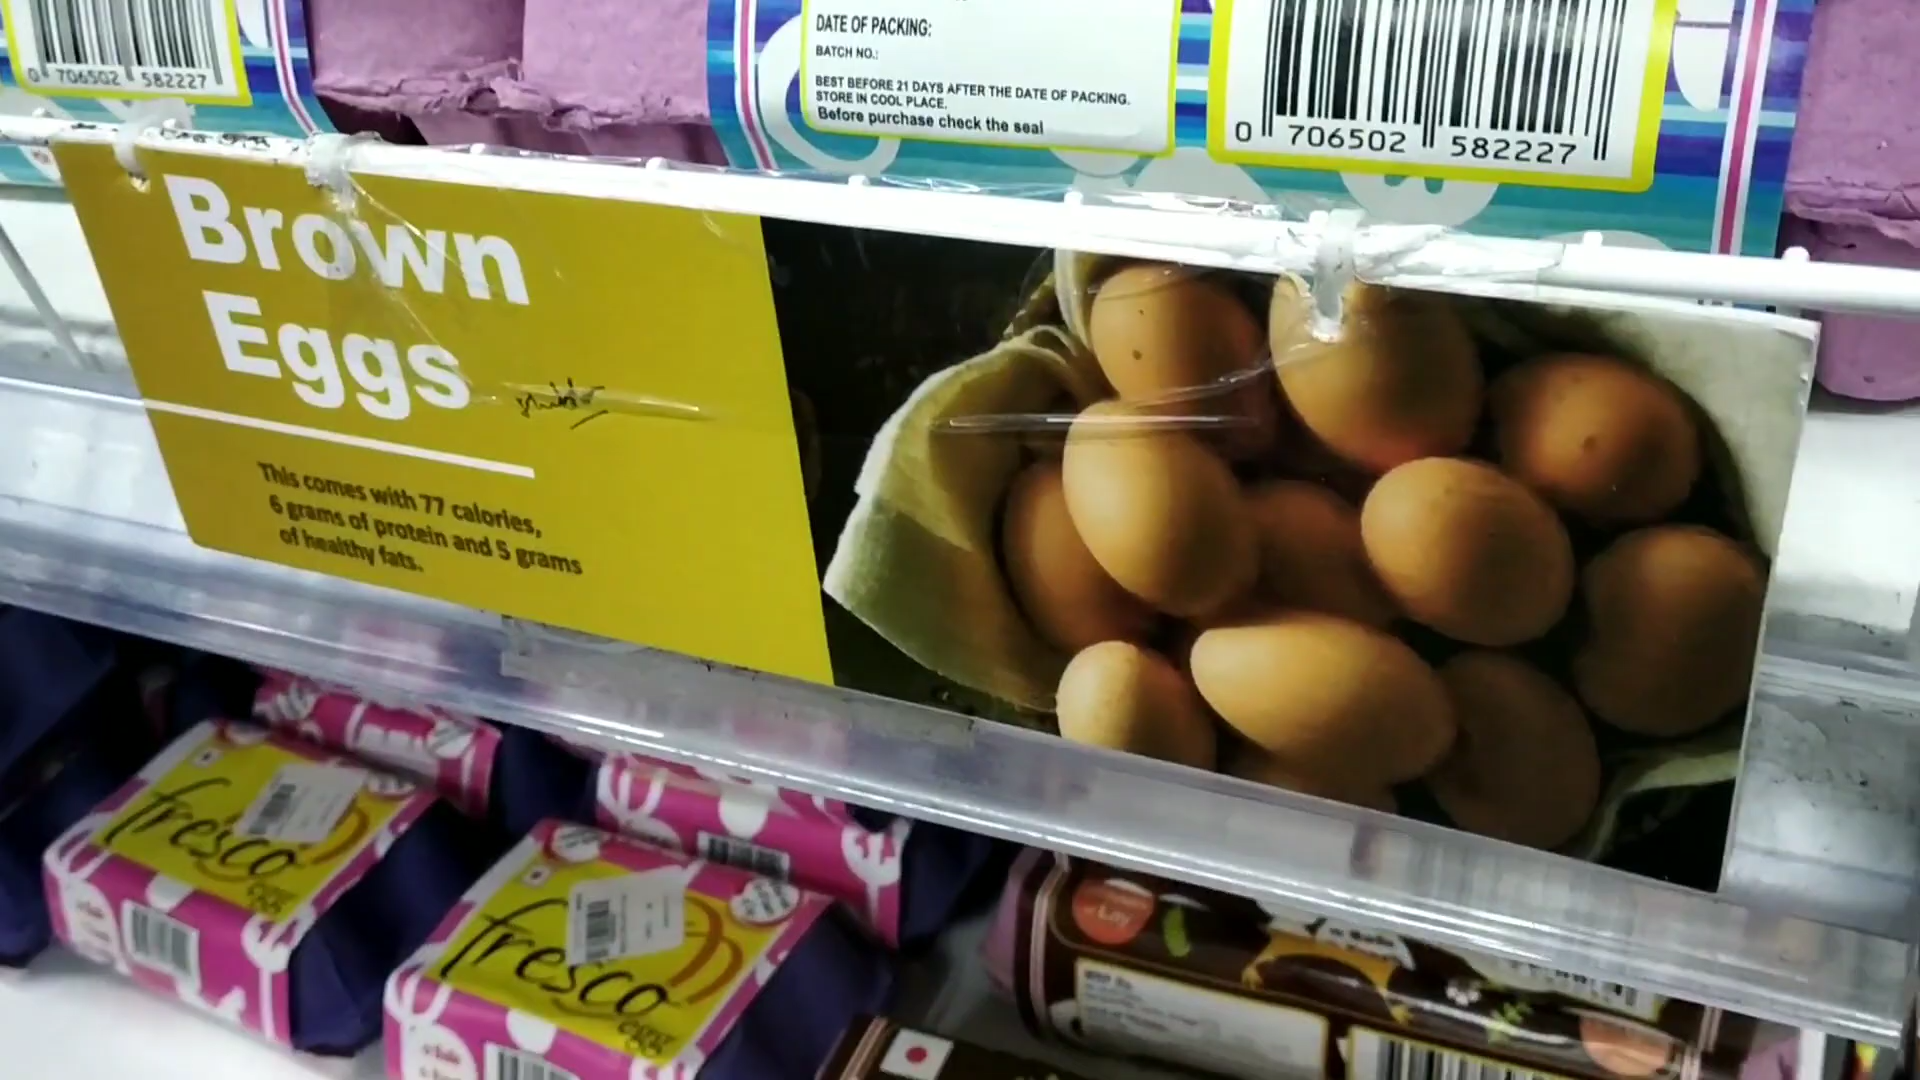 0 706502 582227
DATE OF PACKING:
BATCH NO.:
BEST BEFORE 21 DAYS AFTER THE DATE OF PACKING.
STORE IN COOL PLACE.
Before purchase check the seal
0 706502 582227
Brown
Eggs
This comes with 77 calories,
6 grams of protein and 5 grams
of healthy fats.
fresco
eggs
fresco
eggs